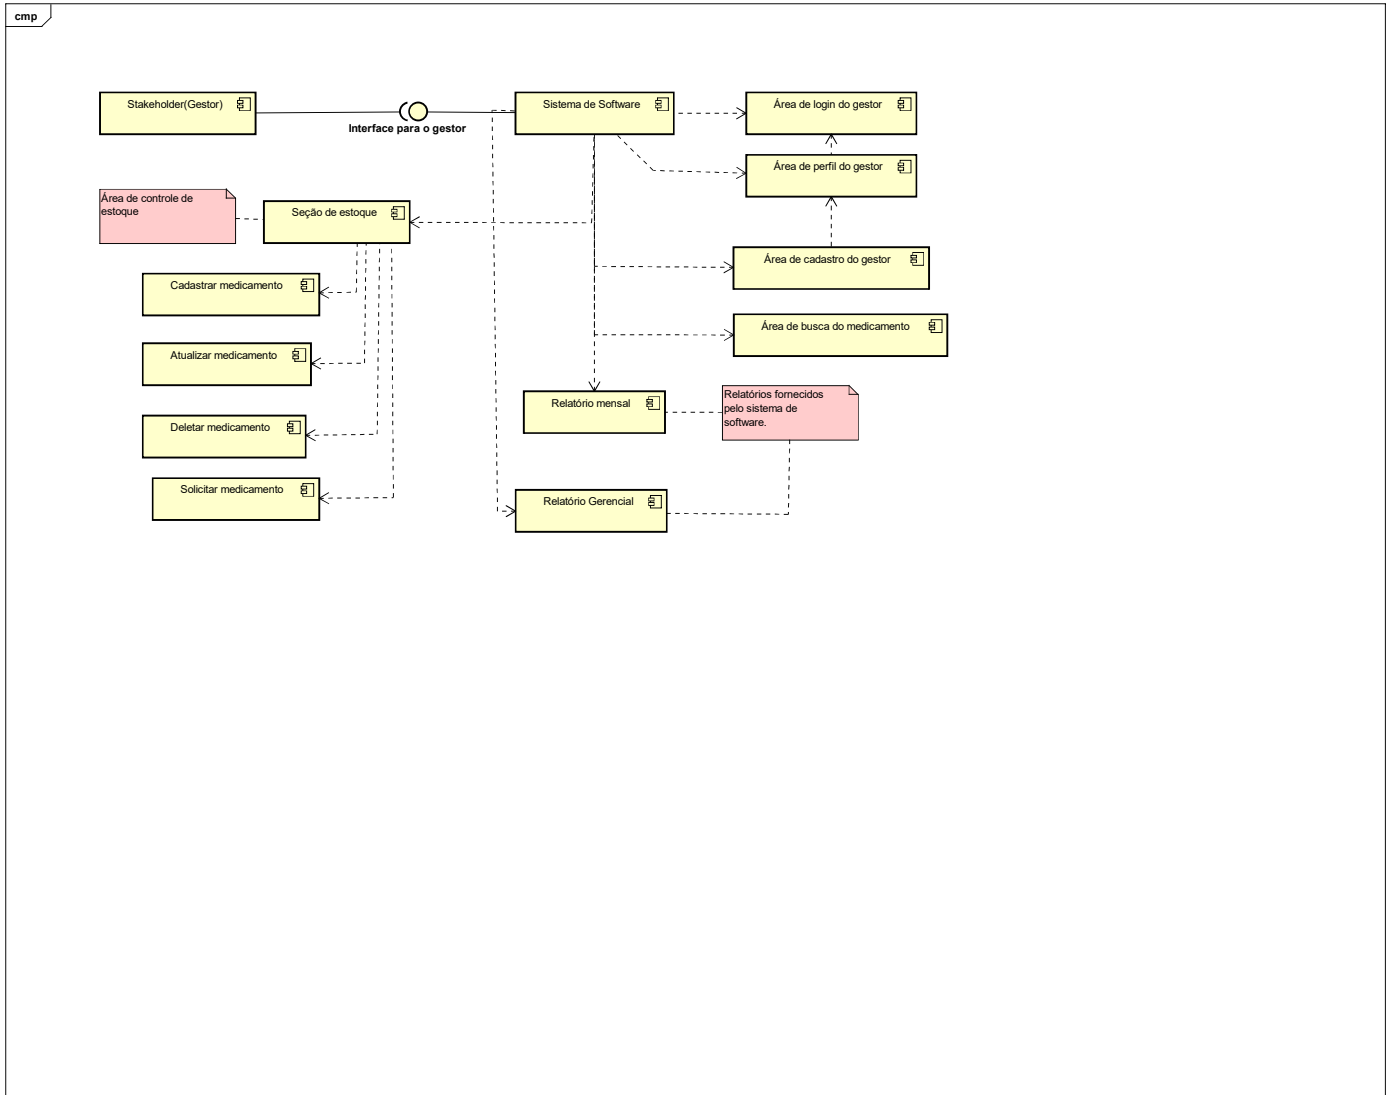 cmp
Stakeholder(Gestor)
Interface para o gestor
Sistema de Software
Área de login do gestor
Área de perfil do gestor
Área de controle de
estoque
Seção de estoque
Área de cadastro do gestor
Cadastrar medicamento
Área de busca do medicamento
Atualizar medicamento
Relatório mensal
Relatórios fornecidos
pelo sistema de
software.
Deletar medicamento
Solicitar medicamento
Relatório Gerencial